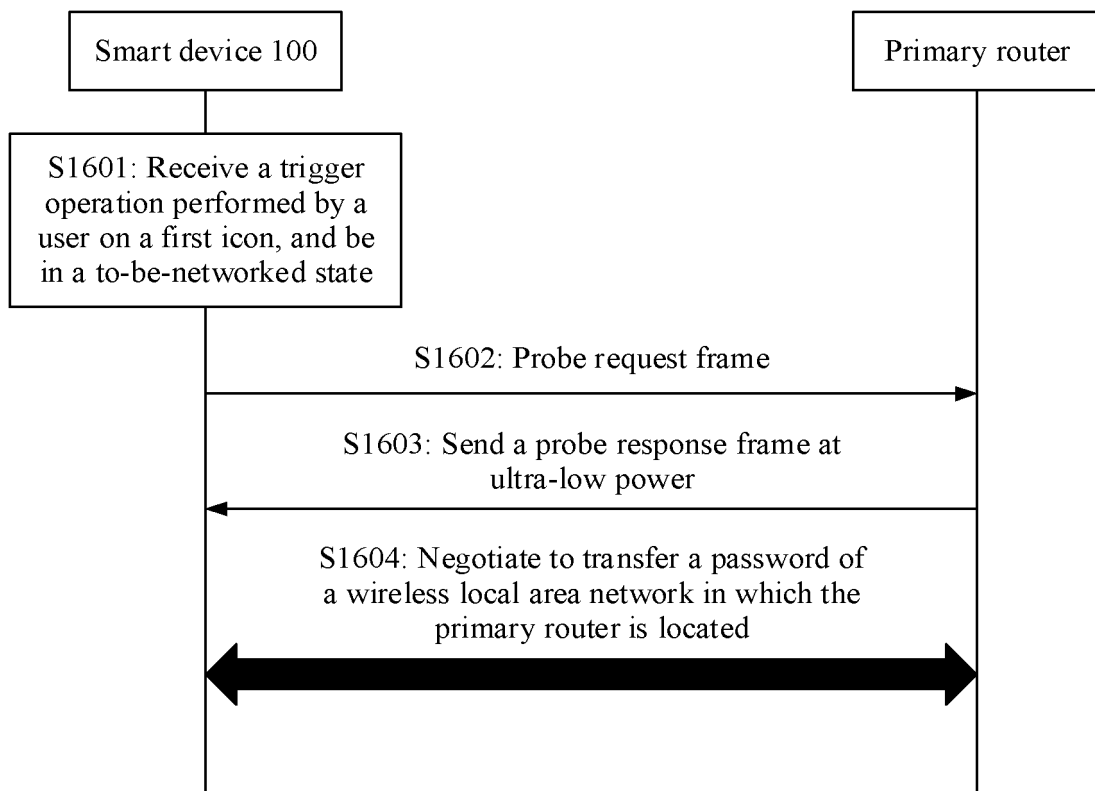 Smart device 100
Primary router
S1601: Receive a trigger
operation performed by a
user on a first icon, and be
in a to-be-networked state
S1602: Probe request frame
S1603: Send a probe response frame at
ultra-low power
S1604: Negotiate to transfer a password of
a wireless local area network in which the
primary router is located